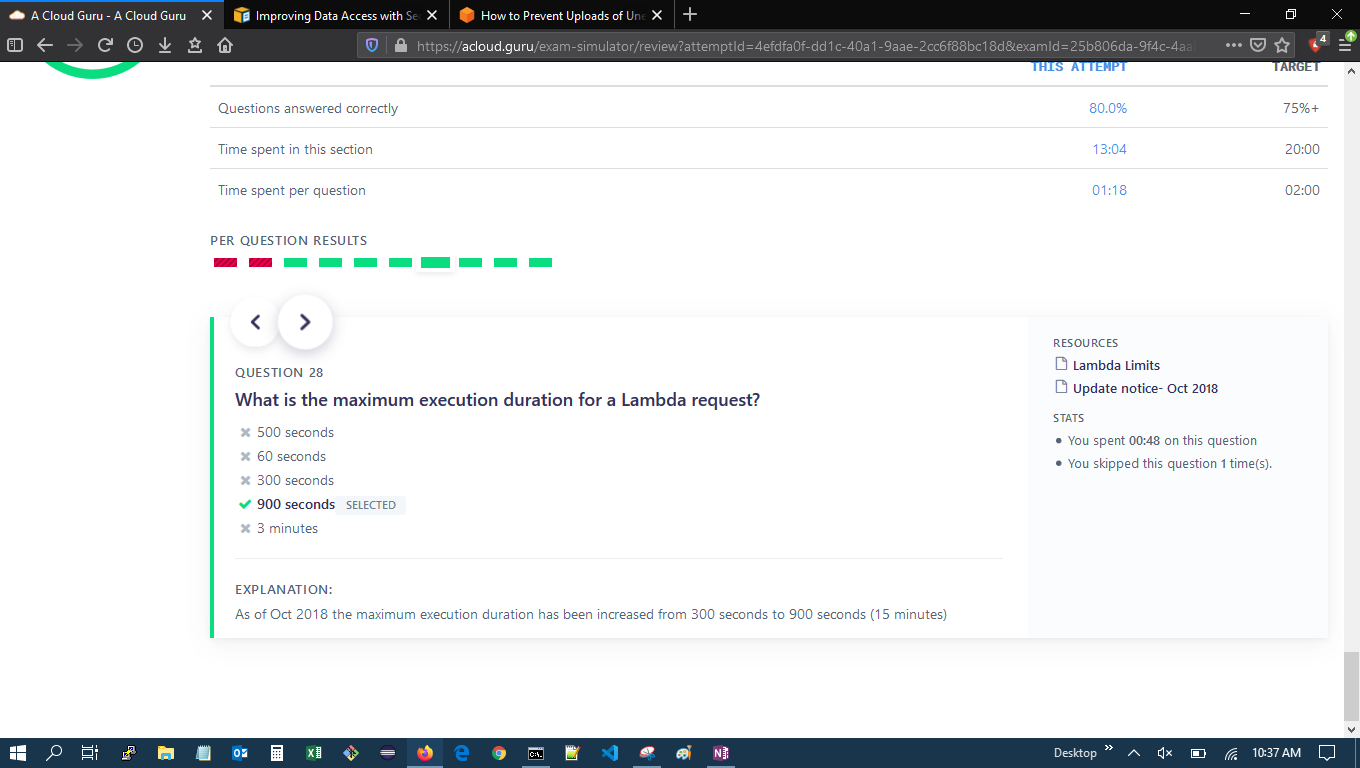 A Cloud Guru - A Cloud Guru
Improving Data Access with Se
How to Prevent Uploads of Une
https://acloud.guru/exam-simulator/review?attemptId=4efdfa0f-dd1c-40a1-9aae-2cc6f88bc18d&examId=25b806da-9f4c-4aa
4
THIS ATTEMPT TARGET
Questions answered correctly 80.0% 75%+
Time spent in this section 13:04 20:00
Time spent per question 01:18 02:00
PER QUESTION RESULTS
QUESTION 28
What is the maximum execution duration for a Lambda request?
500 seconds
60 seconds
300 seconds
900 seconds SELECTED
3 minutes
EXPLANATION:
As of Oct 2018 the maximum execution duration has been increased from 300 seconds to 900 seconds (15 minutes)
RESOURCES
Lambda Limits
Update notice- Oct 2018
STATS
You spent 00:48 on this question
You skipped this question 1 time(s).
Desktop 10:37 AM